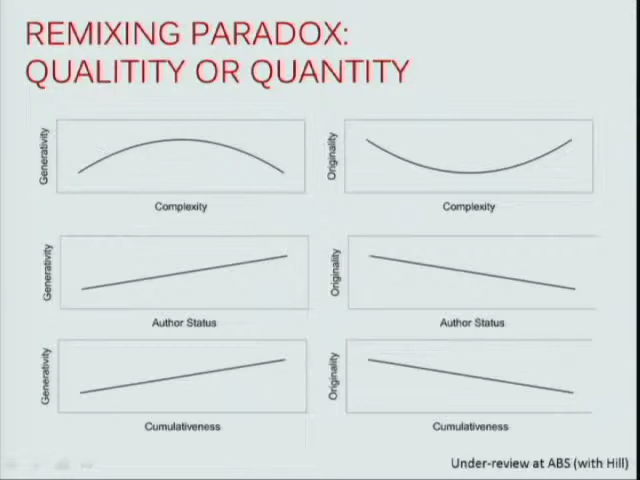 REMIXING PARADOX:
QUALITITY OR QUANTITY
Generativity
Complexity
Originality
Complexity
Generativity
Author Status
Originality
Author Status
Generativity
Cumulativeness
Originality
Cumulativeness
Under-review at ABS (with Hill)